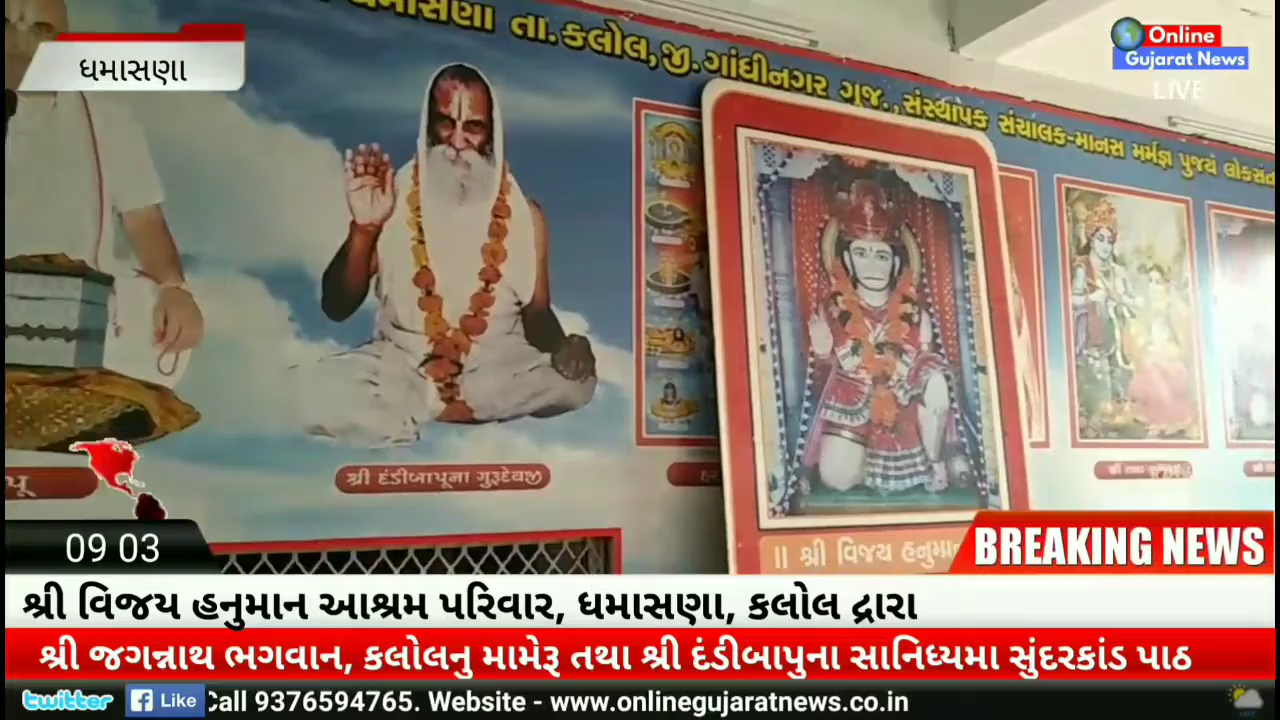 ધમાસણા
Online
Gujarat News
LIVE
ધમાસણા તા. કલોલ, જી. ગાંધીનગર ગુજ., સંસ્થાપક સંચાલક-માનસ મર્મજ્ઞ પુજય
શ્રી દંડીબાપૂના ગુરૂદેવજી
॥ શ્રી વિજય
09 03
BREAKING NEWS
શ્રી વિજય હનુમાન આશ્રમ પરિવાર, ધમાસણા, કલોલ દ્રારા
શ્રી જગન્નાથ ભગવાન, કલોલનુ મામેરૂ તથા શ્રી દંડીબાપુના સાનિધ્યમા સુંદરકાંડ પાઠ
twitter Like Call 9376594765. Website - www.onlinegujaratnews.co.in